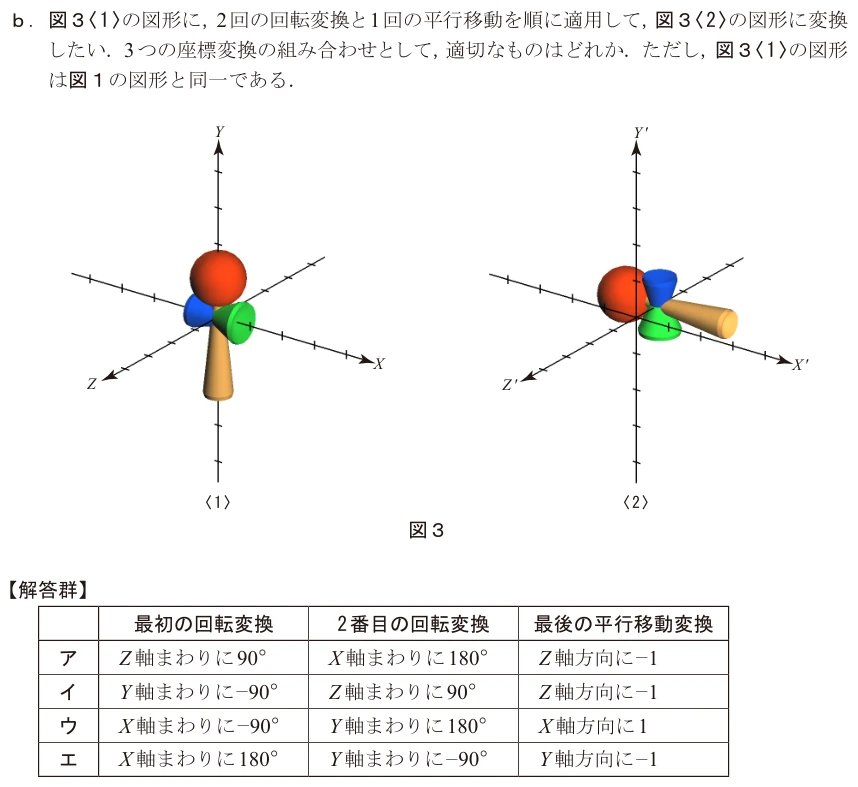 b． 図3〈1〉の図形に，2回の回転変換と1回の平行移動を順に適用して，図3〈2〉の図形に変換
したい．3つの座標変換の組み合わせとして，適切なものはどれか．ただし，図3〈1〉の図形
は図1の図形と同一である．
Y Y′
X X′
Z Z′
〈1〉 〈2〉
図3
【解答群】
最初の回転変換 2番目の回転変換 最後の平行移動変換
ア Z軸まわりに90° X軸まわりに180° Z軸方向に−1
イ Y軸まわりに−90° Z軸まわりに90° Z軸方向に−1
ウ X軸まわりに−90° Y軸まわりに180° X軸方向に1
エ X軸まわりに180° Y軸まわりに−90° Y軸方向に−1